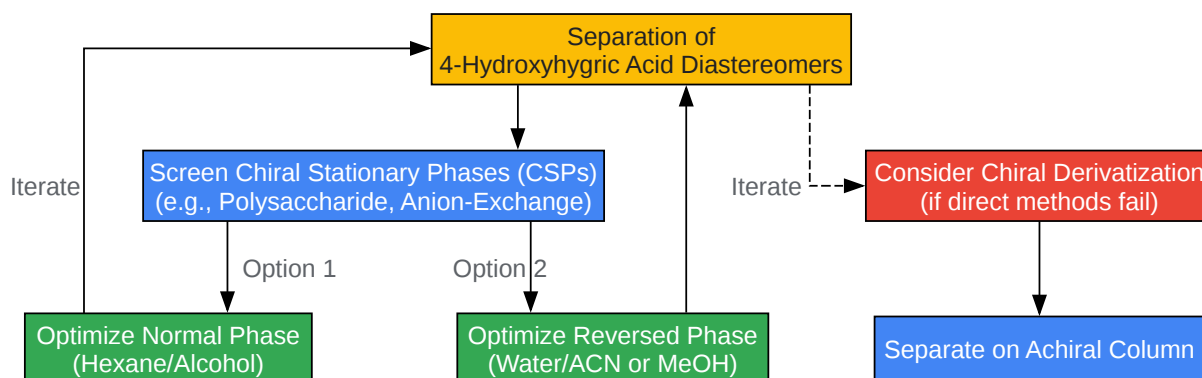 Separation of
4-Hydroxyhygric Acid Diastereomers
Screen Chiral Stationary Phases (CSPs)
(e.g., Polysaccharide, Anion-Exchange)
Iterate
Iterate
Consider Chiral Derivatization
(if direct methods fail)
Option 1
Option 2
Optimize Normal Phase
(Hexane/Alcohol)
Optimize Reversed Phase
(Water/ACN or MeOH)
Separate on Achiral Column